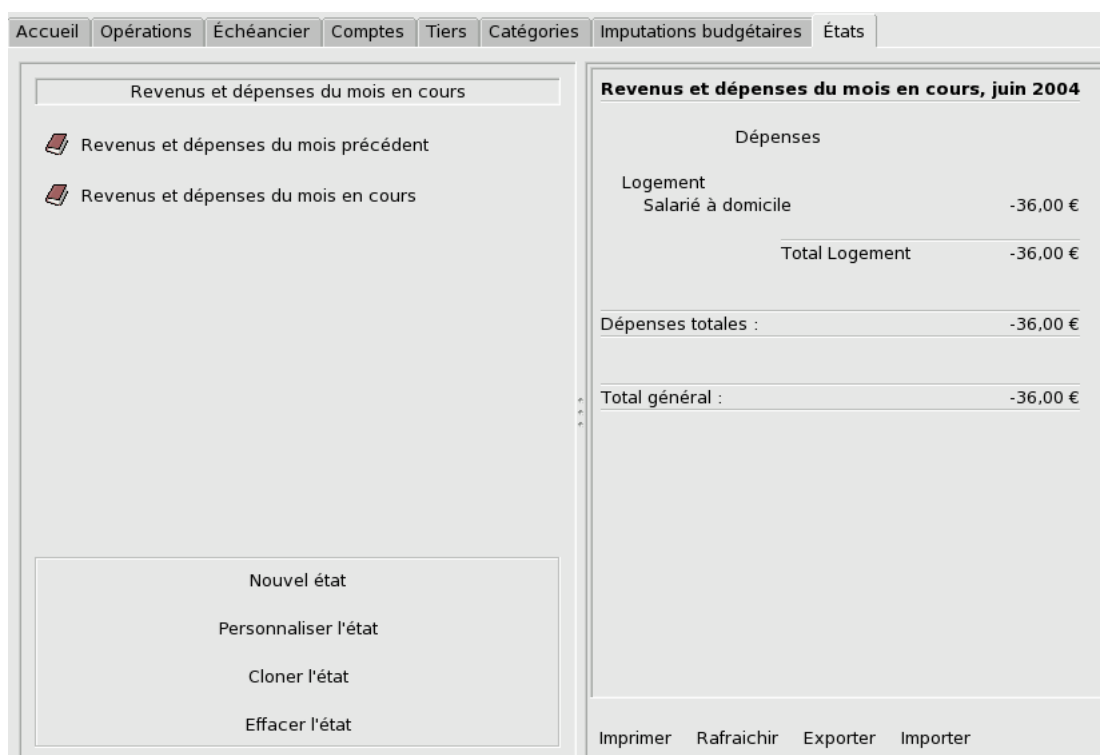 Accueil Opérations Échéancier Comptes Tiers Catégories Imputations budgétaires États
Revenus et dépenses du mois en cours
Revenus et dépenses du mois précédent
Revenus et dépenses du mois en cours
Nouvel état
Personnaliser l'état
Cloner l'état
Effacer l'état
Revenus et dépenses du mois en cours, juin 2004
Dépenses
Logement
Salarié à domicile -36,00 €
Total Logement -36,00 €
Dépenses totales : -36,00 €
Total général : -36,00 €
Imprimer Rafraichir Exporter Importer